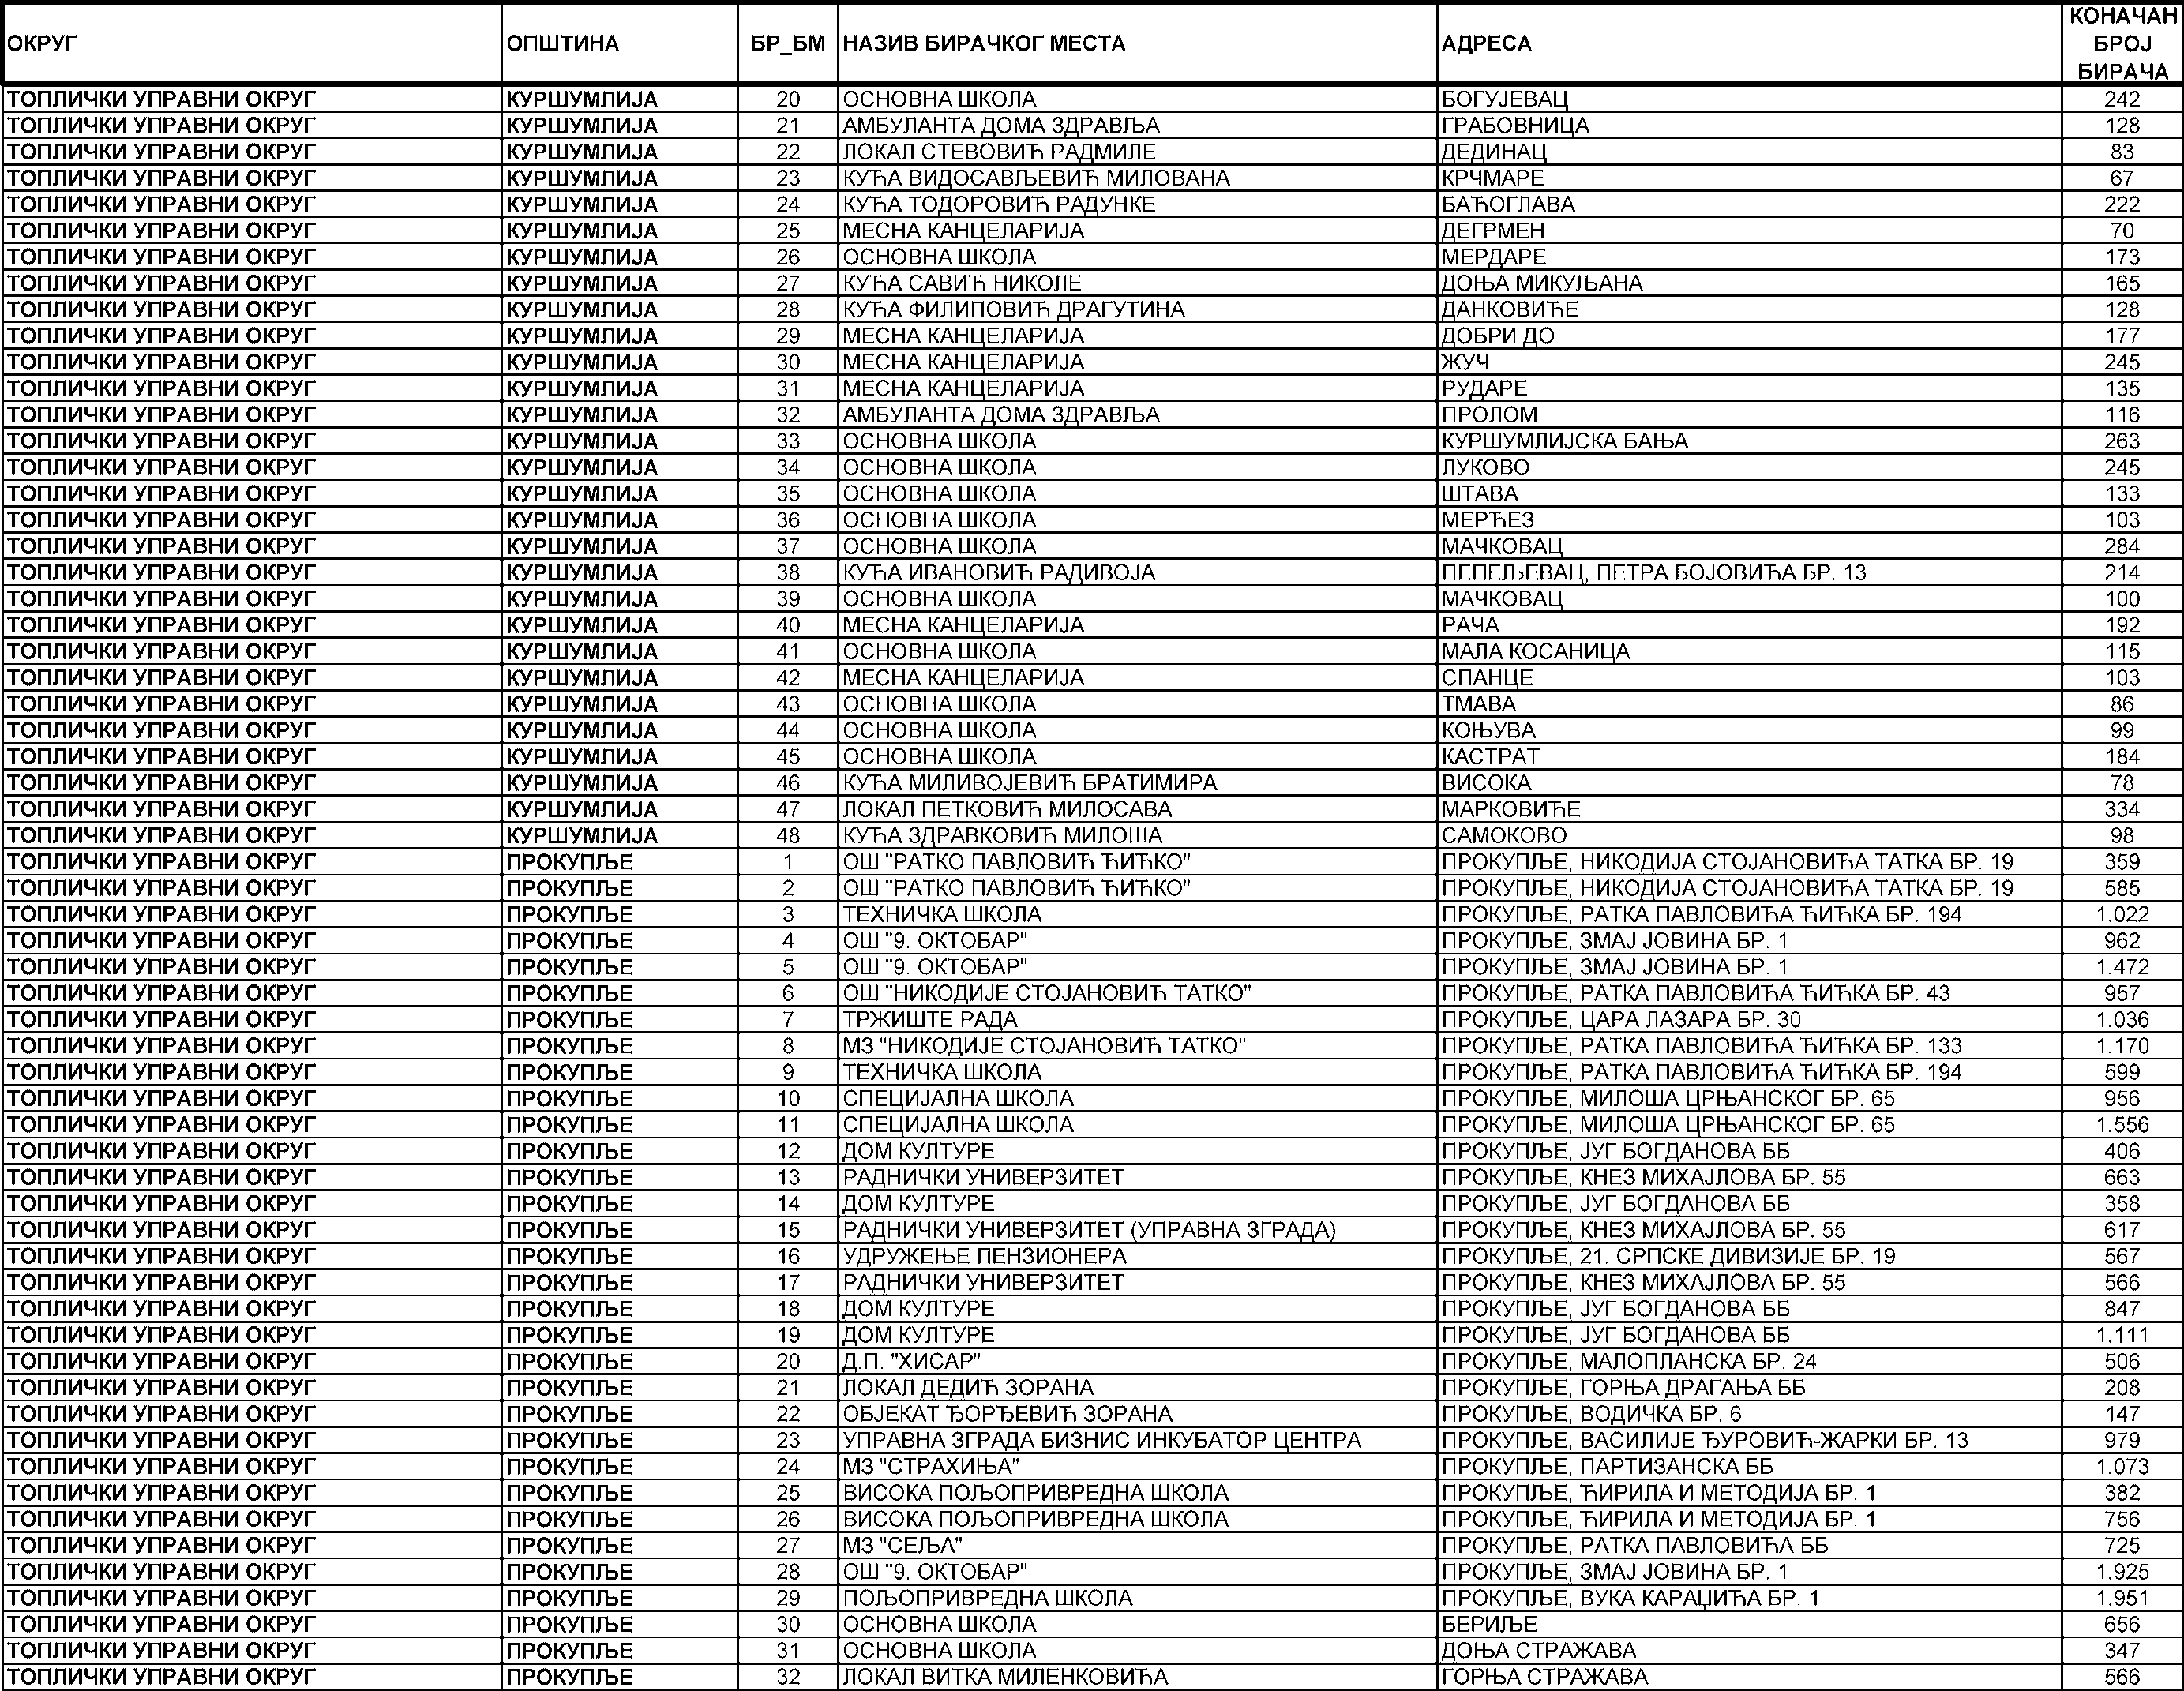 ОКРУГ ОПШТИНА БР_БМ НАЗИВ БИРАЧКОГ МЕСТА АДРЕСА КОНАЧАН БРОЈ БИРАЧА
ТОПЛИЧКИ УПРАВНИ ОКРУГ КУРШУМЛИЈА 20 ОСНОВНА ШКОЛА БОГУЈЕВАЦ 242
ТОПЛИЧКИ УПРАВНИ ОКРУГ КУРШУМЛИЈА 21 АМБУЛАНТА ДОМА ЗДРАВЉА ГРАБОВНИЦА 128
ТОПЛИЧКИ УПРАВНИ ОКРУГ КУРШУМЛИЈА 22 ЛОКАЛ СТЕВОВИЋ РАДМИЛЕ ДЕДИНАЦ 83
ТОПЛИЧКИ УПРАВНИ ОКРУГ КУРШУМЛИЈА 23 КУЋА ВИДОСАВЉЕВИЋ МИЛОВАНА КРЧМАРЕ 67
ТОПЛИЧКИ УПРАВНИ ОКРУГ КУРШУМЛИЈА 24 КУЋА ТОДОРОВИЋ РАДУНКЕ БАЋОГЛАВА 222
ТОПЛИЧКИ УПРАВНИ ОКРУГ КУРШУМЛИЈА 25 МЕСНА КАНЦЕЛАРИЈА ДЕГРМЕН 70
ТОПЛИЧКИ УПРАВНИ ОКРУГ КУРШУМЛИЈА 26 ОСНОВНА ШКОЛА МЕРДАРЕ 173
ТОПЛИЧКИ УПРАВНИ ОКРУГ КУРШУМЛИЈА 27 КУЋА САВИЋ НИКОЛЕ ДОЊА МИКУЉАНА 165
ТОПЛИЧКИ УПРАВНИ ОКРУГ КУРШУМЛИЈА 28 КУЋА ФИЛИПОВИЋ ДРАГУТИНА ДАНКОВИЋЕ 128
ТОПЛИЧКИ УПРАВНИ ОКРУГ КУРШУМЛИЈА 29 МЕСНА КАНЦЕЛАРИЈА ДОБРИ ДО 177
ТОПЛИЧКИ УПРАВНИ ОКРУГ КУРШУМЛИЈА 30 МЕСНА КАНЦЕЛАРИЈА ЖУЧ 245
ТОПЛИЧКИ УПРАВНИ ОКРУГ КУРШУМЛИЈА 31 МЕСНА КАНЦЕЛАРИЈА РУДАРЕ 135
ТОПЛИЧКИ УПРАВНИ ОКРУГ КУРШУМЛИЈА 32 АМБУЛАНТА ДОМА ЗДРАВЉА ПРОЛОМ 116
ТОПЛИЧКИ УПРАВНИ ОКРУГ КУРШУМЛИЈА 33 ОСНОВНА ШКОЛА КУРШУМЛИЈСКА БАЊА 263
ТОПЛИЧКИ УПРАВНИ ОКРУГ КУРШУМЛИЈА 34 ОСНОВНА ШКОЛА ЛУКОВО 245
ТОПЛИЧКИ УПРАВНИ ОКРУГ КУРШУМЛИЈА 35 ОСНОВНА ШКОЛА ШТАВА 133
ТОПЛИЧКИ УПРАВНИ ОКРУГ КУРШУМЛИЈА 36 ОСНОВНА ШКОЛА МЕРЋЕЗ 103
ТОПЛИЧКИ УПРАВНИ ОКРУГ КУРШУМЛИЈА 37 ОСНОВНА ШКОЛА МАЧКОВАЦ 284
ТОПЛИЧКИ УПРАВНИ ОКРУГ КУРШУМЛИЈА 38 КУЋА ИВАНОВИЋ РАДИВОЈА ПЕПЕЉЕВАЦ, ПЕТРА БОЈОВИЋА БР. 13 214
ТОПЛИЧКИ УПРАВНИ ОКРУГ КУРШУМЛИЈА 39 ОСНОВНА ШКОЛА МАЧКОВАЦ 100
ТОПЛИЧКИ УПРАВНИ ОКРУГ КУРШУМЛИЈА 40 МЕСНА КАНЦЕЛАРИЈА РАЧА 192
ТОПЛИЧКИ УПРАВНИ ОКРУГ КУРШУМЛИЈА 41 ОСНОВНА ШКОЛА МАЛА КОСАНИЦА 115
ТОПЛИЧКИ УПРАВНИ ОКРУГ КУРШУМЛИЈА 42 МЕСНА КАНЦЕЛАРИЈА СПАНЦЕ 103
ТОПЛИЧКИ УПРАВНИ ОКРУГ КУРШУМЛИЈА 43 ОСНОВНА ШКОЛА ТМАВА 86
ТОПЛИЧКИ УПРАВНИ ОКРУГ КУРШУМЛИЈА 44 ОСНОВНА ШКОЛА КОЊУВА 99
ТОПЛИЧКИ УПРАВНИ ОКРУГ КУРШУМЛИЈА 45 ОСНОВНА ШКОЛА КАСТРАТ 184
ТОПЛИЧКИ УПРАВНИ ОКРУГ КУРШУМЛИЈА 46 КУЋА МИЛИВОЈЕВИЋ БРАТИМИРА ВИСОКА 78
ТОПЛИЧКИ УПРАВНИ ОКРУГ КУРШУМЛИЈА 47 ЛОКАЛ ПЕТКОВИЋ МИЛОСАВА МАРКОВИЋЕ 334
ТОПЛИЧКИ УПРАВНИ ОКРУГ КУРШУМЛИЈА 48 КУЋА ЗДРАВКОВИЋ МИЛОША САМОКОВО 98
ТОПЛИЧКИ УПРАВНИ ОКРУГ ПРОКУПЉЕ 1 ОШ "РАТКО ПАВЛОВИЋ ЋИЋКО" ПРОКУПЉЕ, НИКОДИЈА СТОЈАНОВИЋА ТАТКА БР. 19 359
ТОПЛИЧКИ УПРАВНИ ОКРУГ ПРОКУПЉЕ 2 ОШ "РАТКО ПАВЛОВИЋ ЋИЋКО" ПРОКУПЉЕ, НИКОДИЈА СТОЈАНОВИЋА ТАТКА БР. 19 585
ТОПЛИЧКИ УПРАВНИ ОКРУГ ПРОКУПЉЕ 3 ТЕХНИЧКА ШКОЛА ПРОКУПЉЕ, РАТКА ПАВЛОВИЋА ЋИЋКА БР. 194 1.022
ТОПЛИЧКИ УПРАВНИ ОКРУГ ПРОКУПЉЕ 4 ОШ "9. ОКТОБАР" ПРОКУПЉЕ, ЗМАЈ ЈОВИНА БР. 1 962
ТОПЛИЧКИ УПРАВНИ ОКРУГ ПРОКУПЉЕ 5 ОШ "9. ОКТОБАР" ПРОКУПЉЕ, ЗМАЈ ЈОВИНА БР. 1 1.472
ТОПЛИЧКИ УПРАВНИ ОКРУГ ПРОКУПЉЕ 6 ОШ "НИКОДИЈЕ СТОЈАНОВИЋ ТАТКО" ПРОКУПЉЕ, РАТКА ПАВЛОВИЋА ЋИЋКА БР. 43 957
ТОПЛИЧКИ УПРАВНИ ОКРУГ ПРОКУПЉЕ 7 ТРЖИШТЕ РАДА ПРОКУПЉЕ, ЦАРА ЛАЗАРА БР. 30 1.036
ТОПЛИЧКИ УПРАВНИ ОКРУГ ПРОКУПЉЕ 8 МЗ "НИКОДИЈЕ СТОЈАНОВИЋ ТАТКО" ПРОКУПЉЕ, РАТКА ПАВЛОВИЋА ЋИЋКА БР. 133 1.170
ТОПЛИЧКИ УПРАВНИ ОКРУГ ПРОКУПЉЕ 9 ТЕХНИЧКА ШКОЛА ПРОКУПЉЕ, РАТКА ПАВЛОВИЋА ЋИЋКА БР. 194 599
ТОПЛИЧКИ УПРАВНИ ОКРУГ ПРОКУПЉЕ 10 СПЕЦИЈАЛНА ШКОЛА ПРОКУПЉЕ, МИЛОША ЦРЊАНСКОГ БР. 65 956
ТОПЛИЧКИ УПРАВНИ ОКРУГ ПРОКУПЉЕ 11 СПЕЦИЈАЛНА ШКОЛА ПРОКУПЉЕ, МИЛОША ЦРЊАНСКОГ БР. 65 1.556
ТОПЛИЧКИ УПРАВНИ ОКРУГ ПРОКУПЉЕ 12 ДОМ КУЛТУРЕ ПРОКУПЉЕ, ЈУГ БОГДАНОВА ББ 406
ТОПЛИЧКИ УПРАВНИ ОКРУГ ПРОКУПЉЕ 13 РАДНИЧКИ УНИВЕРЗИТЕТ ПРОКУПЉЕ, КНЕЗ МИХАЈЛОВА БР. 55 663
ТОПЛИЧКИ УПРАВНИ ОКРУГ ПРОКУПЉЕ 14 ДОМ КУЛТУРЕ ПРОКУПЉЕ, ЈУГ БОГДАНОВА ББ 358
ТОПЛИЧКИ УПРАВНИ ОКРУГ ПРОКУПЉЕ 15 РАДНИЧКИ УНИВЕРЗИТЕТ (УПРАВНА ЗГРАДА) ПРОКУПЉЕ, КНЕЗ МИХАЈЛОВА БР. 55 617
ТОПЛИЧКИ УПРАВНИ ОКРУГ ПРОКУПЉЕ 16 УДРУЖЕЊЕ ПЕНЗИОНЕРА ПРОКУПЉЕ, 21. СРПСКЕ ДИВИЗИЈЕ БР. 19 567
ТОПЛИЧКИ УПРАВНИ ОКРУГ ПРОКУПЉЕ 17 РАДНИЧКИ УНИВЕРЗИТЕТ ПРОКУПЉЕ, КНЕЗ МИХАЈЛОВА БР. 55 566
ТОПЛИЧКИ УПРАВНИ ОКРУГ ПРОКУПЉЕ 18 ДОМ КУЛТУРЕ ПРОКУПЉЕ, ЈУГ БОГДАНОВА ББ 847
ТОПЛИЧКИ УПРАВНИ ОКРУГ ПРОКУПЉЕ 19 ДОМ КУЛТУРЕ ПРОКУПЉЕ, ЈУГ БОГДАНОВА ББ 1.111
ТОПЛИЧКИ УПРАВНИ ОКРУГ ПРОКУПЉЕ 20 Д.П. "ХИСАР" ПРОКУПЉЕ, МАЛОПЛАНСКА БР. 24 506
ТОПЛИЧКИ УПРАВНИ ОКРУГ ПРОКУПЉЕ 21 ЛОКАЛ ДЕДИЋ ЗОРАНА ПРОКУПЉЕ, ГОРЊА ДРАГАЊА ББ 208
ТОПЛИЧКИ УПРАВНИ ОКРУГ ПРОКУПЉЕ 22 ОБЈЕКАТ ЂОРЂЕВИЋ ЗОРАНА ПРОКУПЉЕ, ВОДИЧКА БР. 6 147
ТОПЛИЧКИ УПРАВНИ ОКРУГ ПРОКУПЉЕ 23 УПРАВНА ЗГРАДА БИЗНИС ИНКУБАТОР ЦЕНТРА ПРОКУПЉЕ, ВАСИЛИЈЕ ЂУРОВИЋ-ЖАРКИ БР. 13 979
ТОПЛИЧКИ УПРАВНИ ОКРУГ ПРОКУПЉЕ 24 МЗ "СТРАХИЊА" ПРОКУПЉЕ, ПАРТИЗАНСКА ББ 1.073
ТОПЛИЧКИ УПРАВНИ ОКРУГ ПРОКУПЉЕ 25 ВИСОКА ПОЉОПРИВРЕДНА ШКОЛА ПРОКУПЉЕ, ЋИРИЛА И МЕТОДИЈА БР. 1 382
ТОПЛИЧКИ УПРАВНИ ОКРУГ ПРОКУПЉЕ 26 ВИСОКА ПОЉОПРИВРЕДНА ШКОЛА ПРОКУПЉЕ, ЋИРИЛА И МЕТОДИЈА БР. 1 756
ТОПЛИЧКИ УПРАВНИ ОКРУГ ПРОКУПЉЕ 27 МЗ "СЕЉА" ПРОКУПЉЕ, РАТКА ПАВЛОВИЋА ББ 725
ТОПЛИЧКИ УПРАВНИ ОКРУГ ПРОКУПЉЕ 28 ОШ "9. ОКТОБАР" ПРОКУПЉЕ, ЗМАЈ ЈОВИНА БР. 1 1.925
ТОПЛИЧКИ УПРАВНИ ОКРУГ ПРОКУПЉЕ 29 ПОЉОПРИВРЕДНА ШКОЛА ПРОКУПЉЕ, ВУКА КАРАЏИЋА БР. 1 1.951
ТОПЛИЧКИ УПРАВНИ ОКРУГ ПРОКУПЉЕ 30 ОСНОВНА ШКОЛА БЕРИЉЕ 656
ТОПЛИЧКИ УПРАВНИ ОКРУГ ПРОКУПЉЕ 31 ОСНОВНА ШКОЛА ДОЊА СТРАЖАВА 347
ТОПЛИЧКИ УПРАВНИ ОКРУГ ПРОКУПЉЕ 32 ЛОКАЛ ВИТКА МИЛЕНКОВИЋА ГОРЊА СТРАЖАВА 566